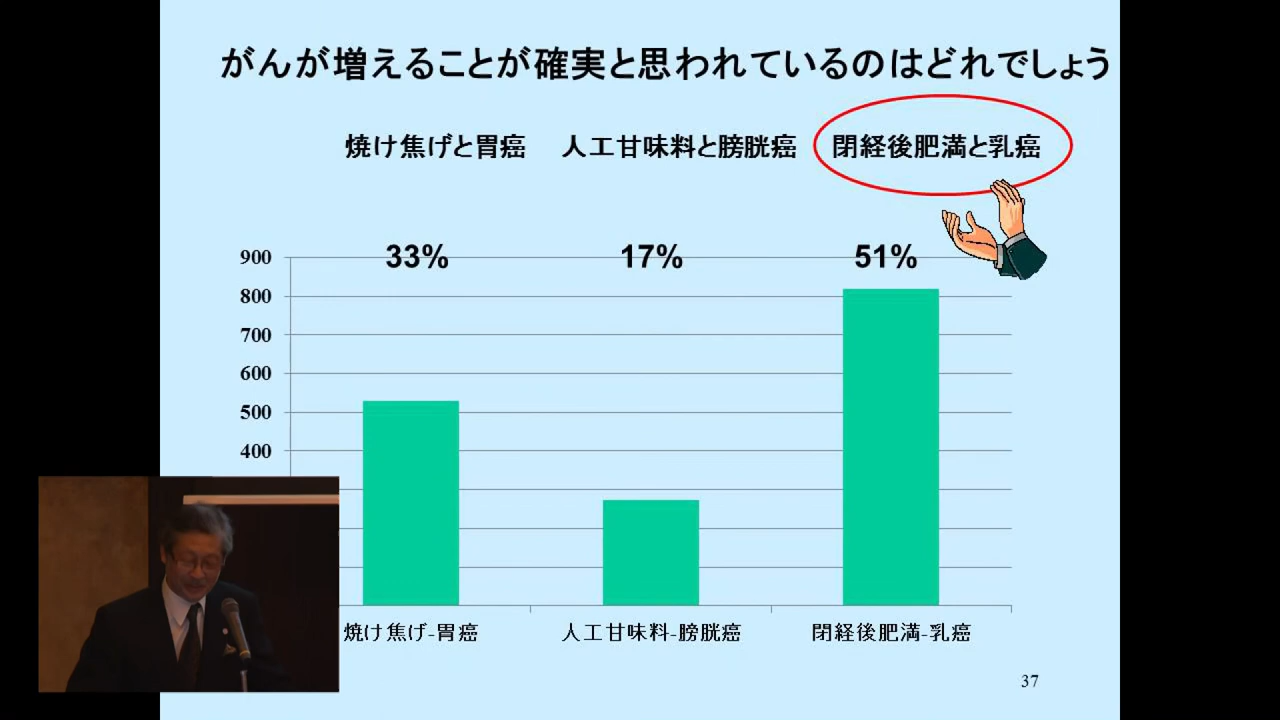 がんが増えることが確実と思われているのはどれでしょう
焼け焦げと胃癌 人工甘味料と膀胱癌 閉経後肥満と乳癌
33% 17% 51%
900
800
700
600
500
400
焼け焦げ-胃癌 人工甘味料-膀胱癌 閉経後肥満-乳癌
37